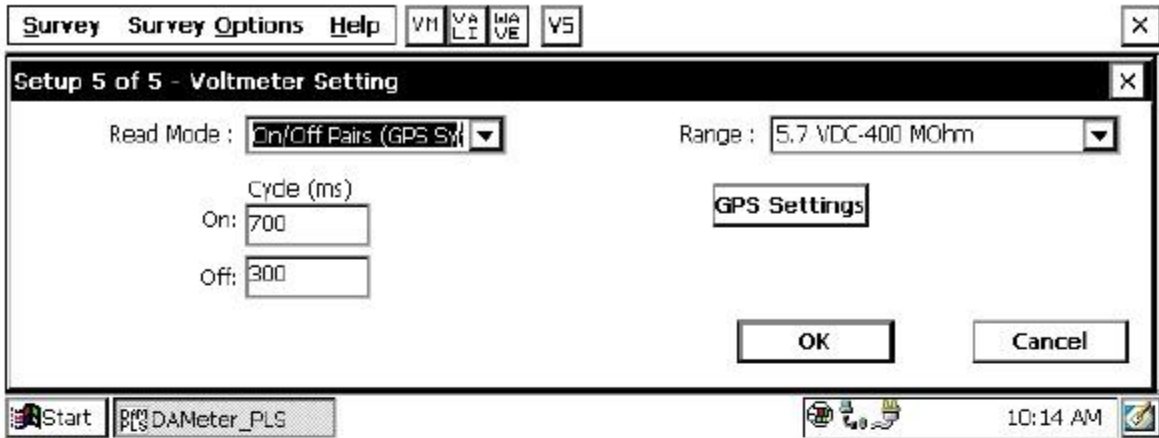 Survey Survey Options Help VM VA LI WA VE VS
Setup 5 of 5 - Voltmeter Setting
Read Mode : On/Off Pairs (GPS Sy Range : 5.7 VDC-400 MOhm
Cycle (ms)
On: 700 GPS Settings
Off: 300
OK Cancel
Start DAMeter_PLS 10:14 AM